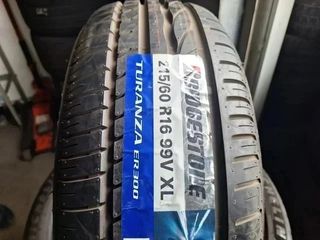 BRIDGESTONE
215/60 R16 99V XL
TURANZA ER300